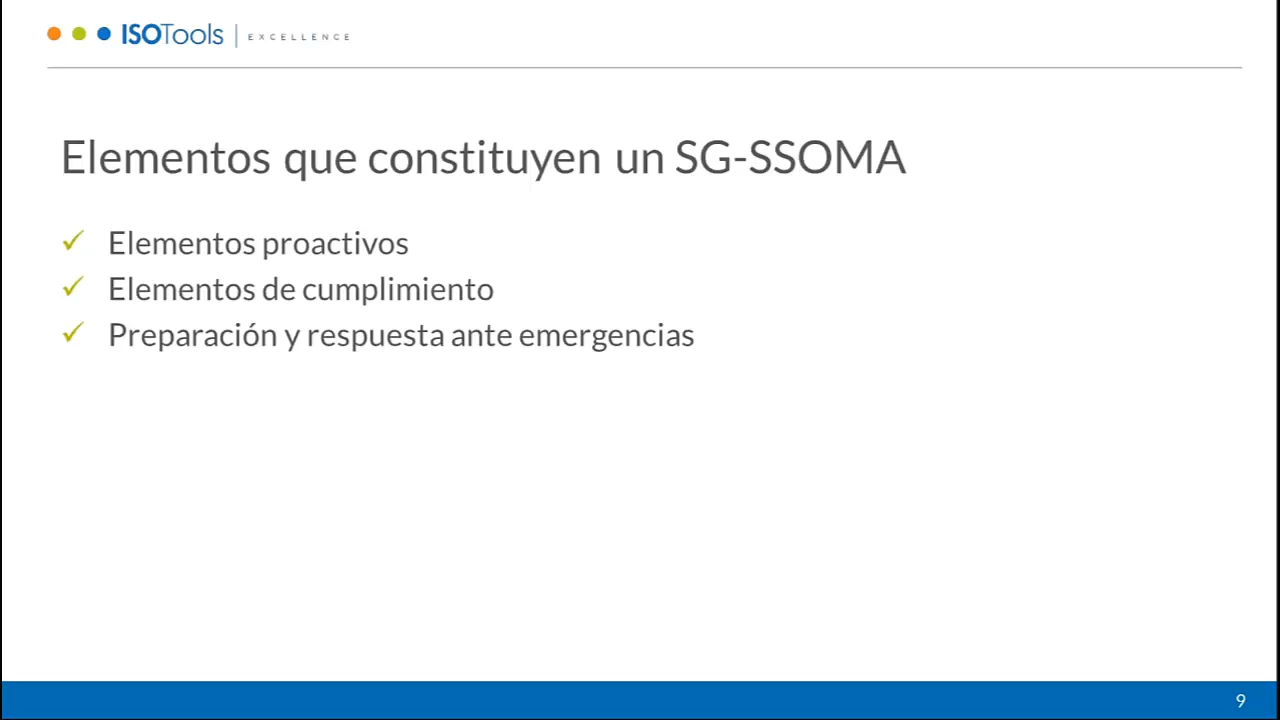 ISOTools | EXCELLENCE
Elementos que constituyen un SG-SSOMA
✓ Elementos proactivos
✓ Elementos de cumplimiento
✓ Preparación y respuesta ante emergencias
9